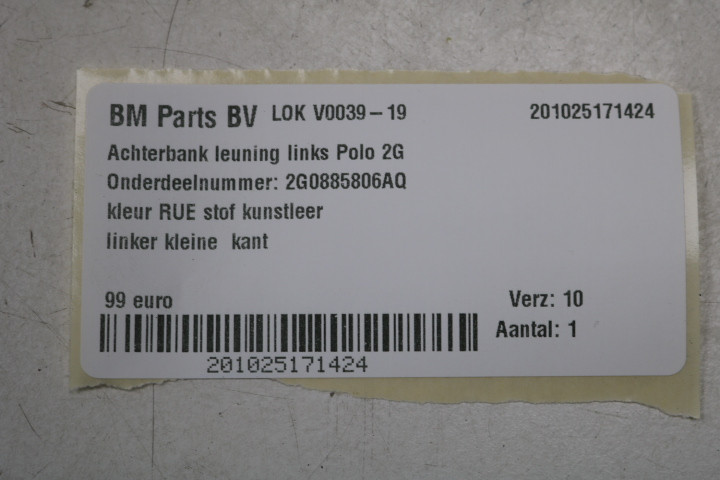 BM Parts BV LOK V0039-19 201025171424
Achterbank leuning links Polo 2G
Onderdeelnummer: 2G0885806AQ
kleur RUE stof kunstleer
linker kleine kant
99 euro Verz: 10
Aantal: 1
201025171424